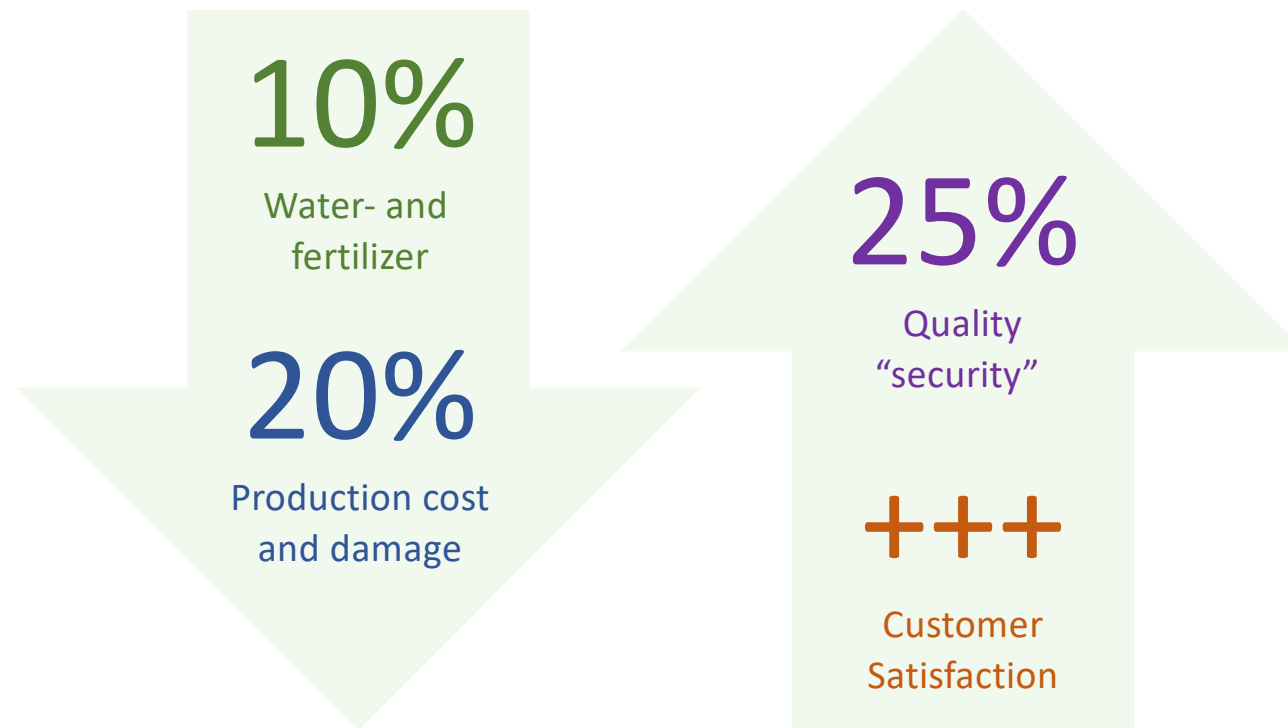 10%
Water- and
fertilizer
20%
Production cost
and damage
25%
Quality
“security”
+++
Customer
Satisfaction